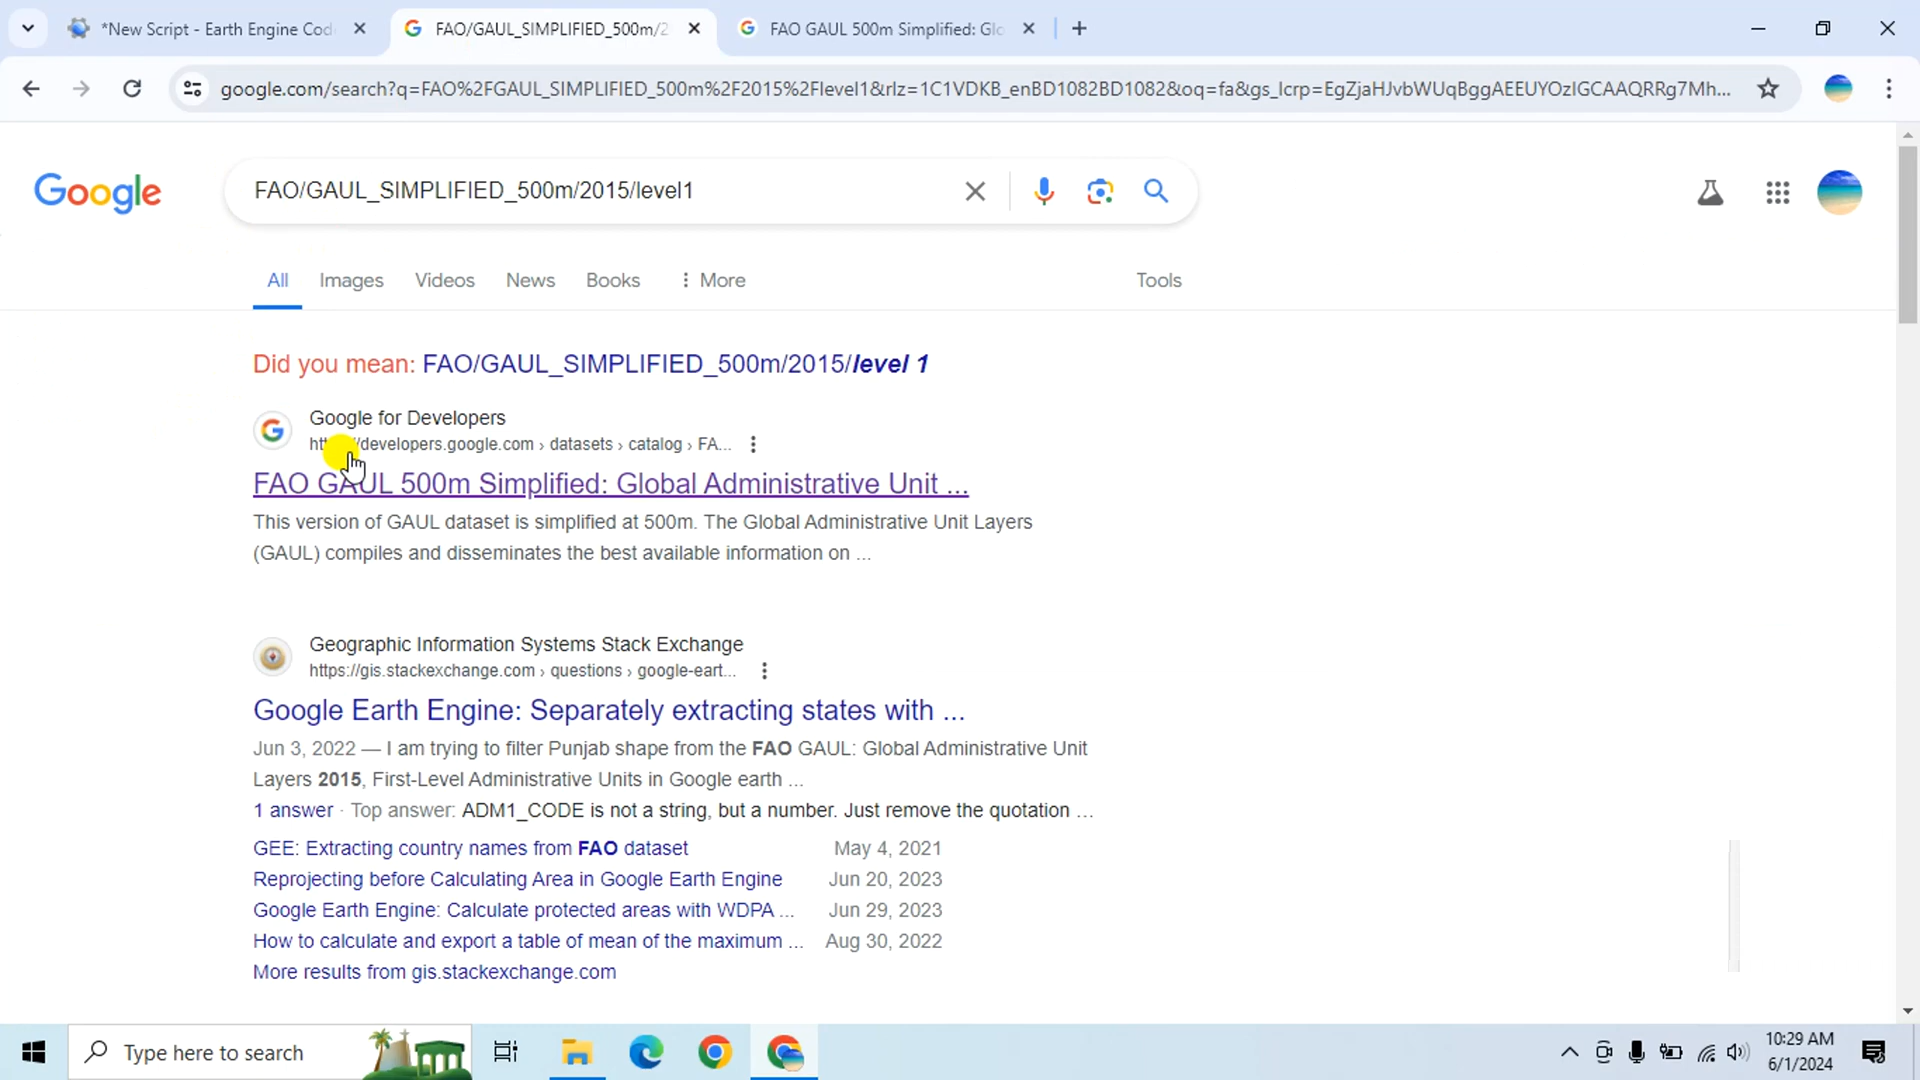 *New Script - Earth Engine Cod
FAO/GAUL_SIMPLIFIED_500m/2
FAO GAUL 500m Simplified: Glo
google.com/search?q=FAO%2FGAUL_SIMPLIFIED_500m%2F2015%2Flevel1&rlz=1C1VDKB_enBD1082BD1082&oq=fa&gs_lcrp=EgZjaHJvbWUqBggAEEUYOzIGCAAQRRg7Mh...
Google
FAO/GAUL_SIMPLIFIED_500m/2015/level1
All
Images
Videos
News
Books
More
Tools
Did you mean: FAO/GAUL_SIMPLIFIED_500m/2015/level 1
Google for Developers
developers.google.com › datasets › catalog › FA...
FAO GAUL 500m Simplified: Global Administrative Unit ...
This version of GAUL dataset is simplified at 500m. The Global Administrative Unit Layers
(GAUL) compiles and disseminates the best available information on ...
Geographic Information Systems Stack Exchange
https://gis.stackexchange.com › questions › google-eart...
Google Earth Engine: Separately extracting states with ...
Jun 3, 2022 — I am trying to filter Punjab shape from the FAO GAUL: Global Administrative Unit
Layers 2015, First-Level Administrative Units in Google earth ...
1 answer · Top answer: ADM1_CODE is not a string, but a number. Just remove the quotation ...
GEE: Extracting country names from FAO dataset May 4, 2021
Reprojecting before Calculating Area in Google Earth Engine Jun 20, 2023
Google Earth Engine: Calculate protected areas with WDPA ... Jun 29, 2023
How to calculate and export a table of mean of the maximum ... Aug 30, 2022
More results from gis.stackexchange.com
Type here to search
10:29 AM
6/1/2024